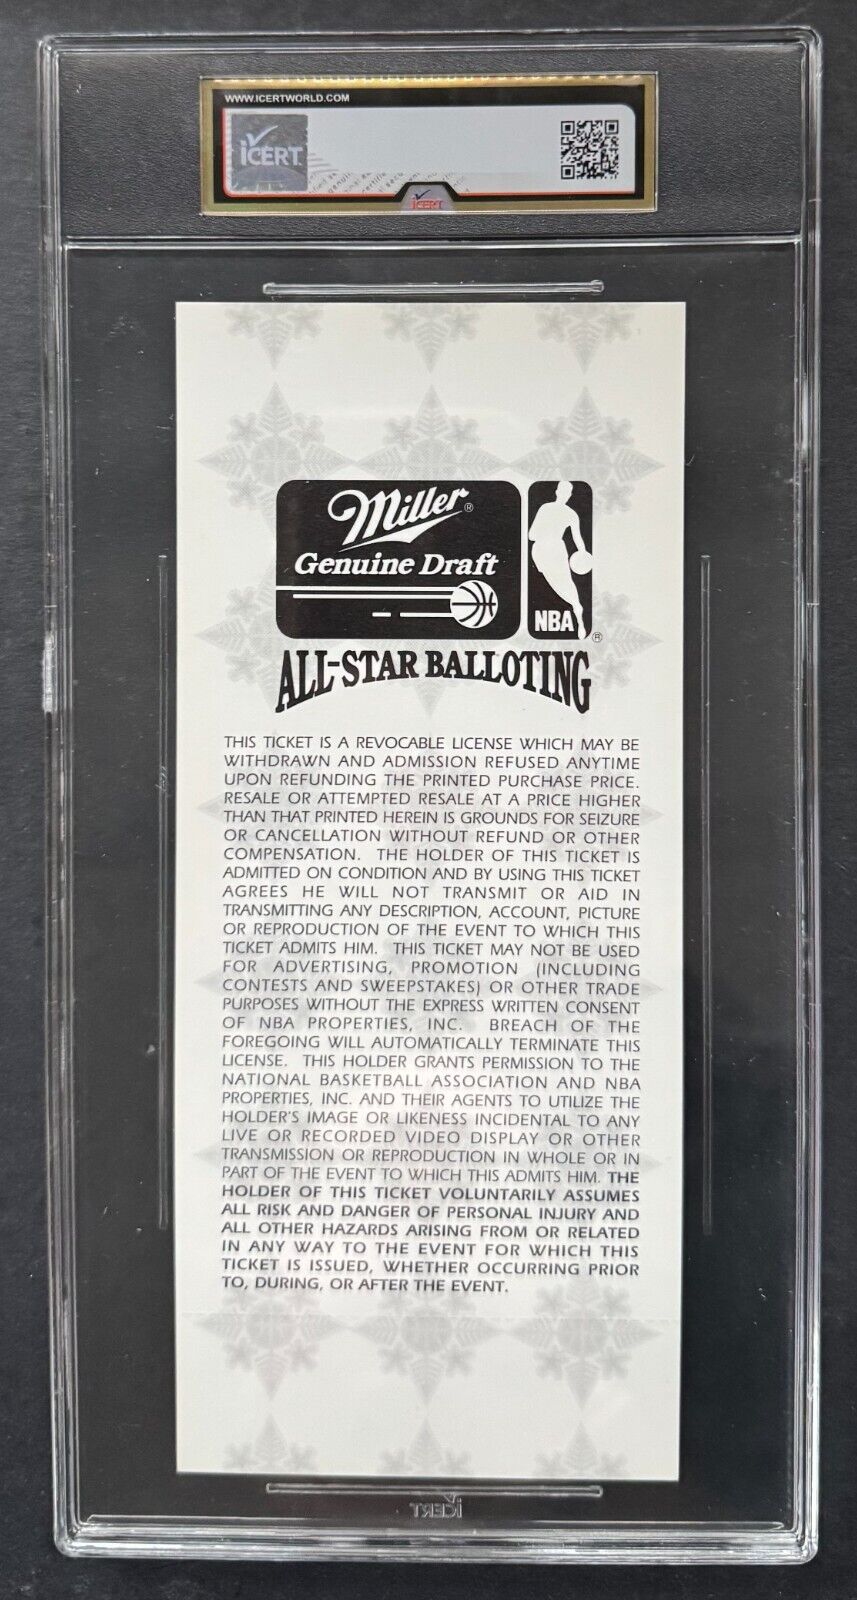 WWW.ICERTWORLD.COM
iCERT
iCERT
Miller®
Genuine Draft
NBA®
ALL-STAR BALLOTING
THIS TICKET IS A REVOCABLE LICENSE WHICH MAY BE
WITHDRAWN AND ADMISSION REFUSED ANYTIME
UPON REFUNDING THE PRINTED PURCHASE PRICE.
RESALE OR ATTEMPTED RESALE AT A PRICE HIGHER
THAN THAT PRINTED HEREIN IS GROUNDS FOR SEIZURE
OR CANCELLATION WITHOUT REFUND OR OTHER
COMPENSATION. THE HOLDER OF THIS TICKET IS
ADMITTED ON CONDITION AND BY USING THIS TICKET
AGREES HE WILL NOT TRANSMIT OR AID IN
TRANSMITTING ANY DESCRIPTION, ACCOUNT, PICTURE
OR REPRODUCTION OF THE EVENT TO WHICH THIS
TICKET ADMITS HIM. THIS TICKET MAY NOT BE USED
FOR ADVERTISING, PROMOTION (INCLUDING
CONTESTS AND SWEEPSTAKES) OR OTHER TRADE
PURPOSES WITHOUT THE EXPRESS WRITTEN CONSENT
OF NBA PROPERTIES, INC. BREACH OF THE
FOREGOING WILL AUTOMATICALLY TERMINATE THIS
LICENSE. THIS HOLDER GRANTS PERMISSION TO THE
NATIONAL BASKETBALL ASSOCIATION AND NBA
PROPERTIES, INC. AND THEIR AGENTS TO UTILIZE THE
HOLDER'S IMAGE OR LIKENESS INCIDENTAL TO ANY
LIVE OR RECORDED VIDEO DISPLAY OR OTHER
TRANSMISSION OR REPRODUCTION IN WHOLE OR IN
PART OF THE EVENT TO WHICH THIS ADMITS HIM. THE
HOLDER OF THIS TICKET VOLUNTARILY ASSUMES
ALL RISK AND DANGER OF PERSONAL INJURY AND
ALL OTHER HAZARDS ARISING FROM OR RELATED
IN ANY WAY TO THE EVENT FOR WHICH THIS
TICKET IS ISSUED, WHETHER OCCURRING PRIOR
TO, DURING, OR AFTER THE EVENT.
iCERT